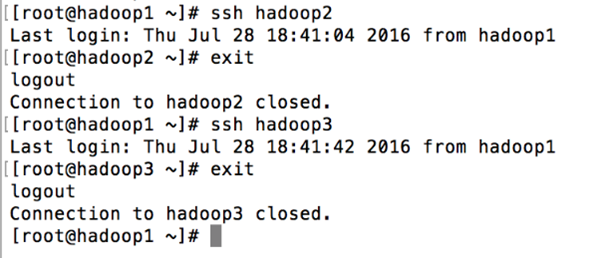 [[root@hadoop1 ~]# ssh hadoop2
Last login: Thu Jul 28 18:41:04 2016 from hadoop1
[[root@hadoop2 ~]# exit
logout
Connection to hadoop2 closed.
[[root@hadoop1 ~]# ssh hadoop3
Last login: Thu Jul 28 18:41:42 2016 from hadoop1
[[root@hadoop3 ~]# exit
logout
Connection to hadoop3 closed.
[root@hadoop1 ~]#